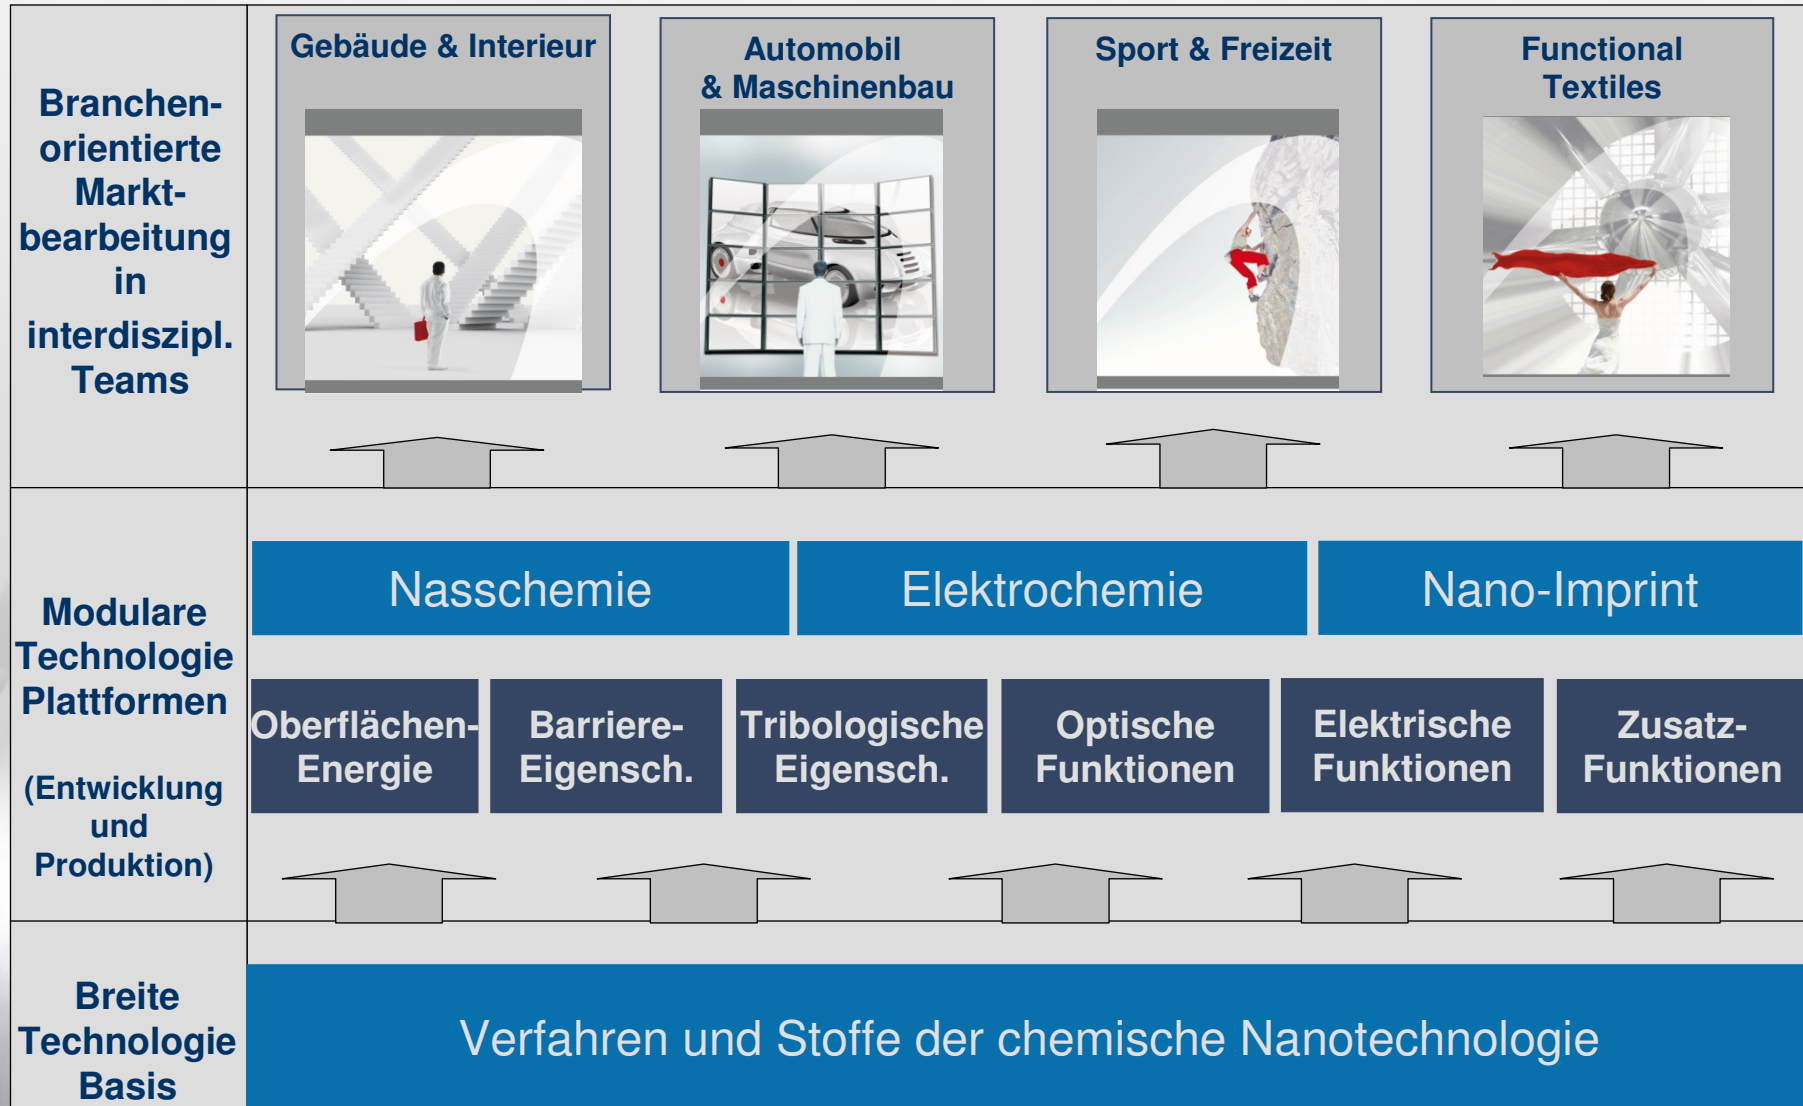 Branchen-
orientierte
Markt-
bearbeitung
in
interdiszipl.
Teams
Gebäude & Interieur
Automobil
& Maschinenbau
Sport & Freizeit
Functional
Textiles
Modulare
Technologie
Plattformen
(Entwicklung
und
Produktion)
Nasschemie
Elektrochemie
Nano-Imprint
Oberflächen-
Energie
Barriere-
Eigensch.
Tribologische
Eigensch.
Optische
Funktionen
Elektrische
Funktionen
Zusatz-
Funktionen
Breite
Technologie
Basis
Verfahren und Stoffe der chemische Nanotechnologie